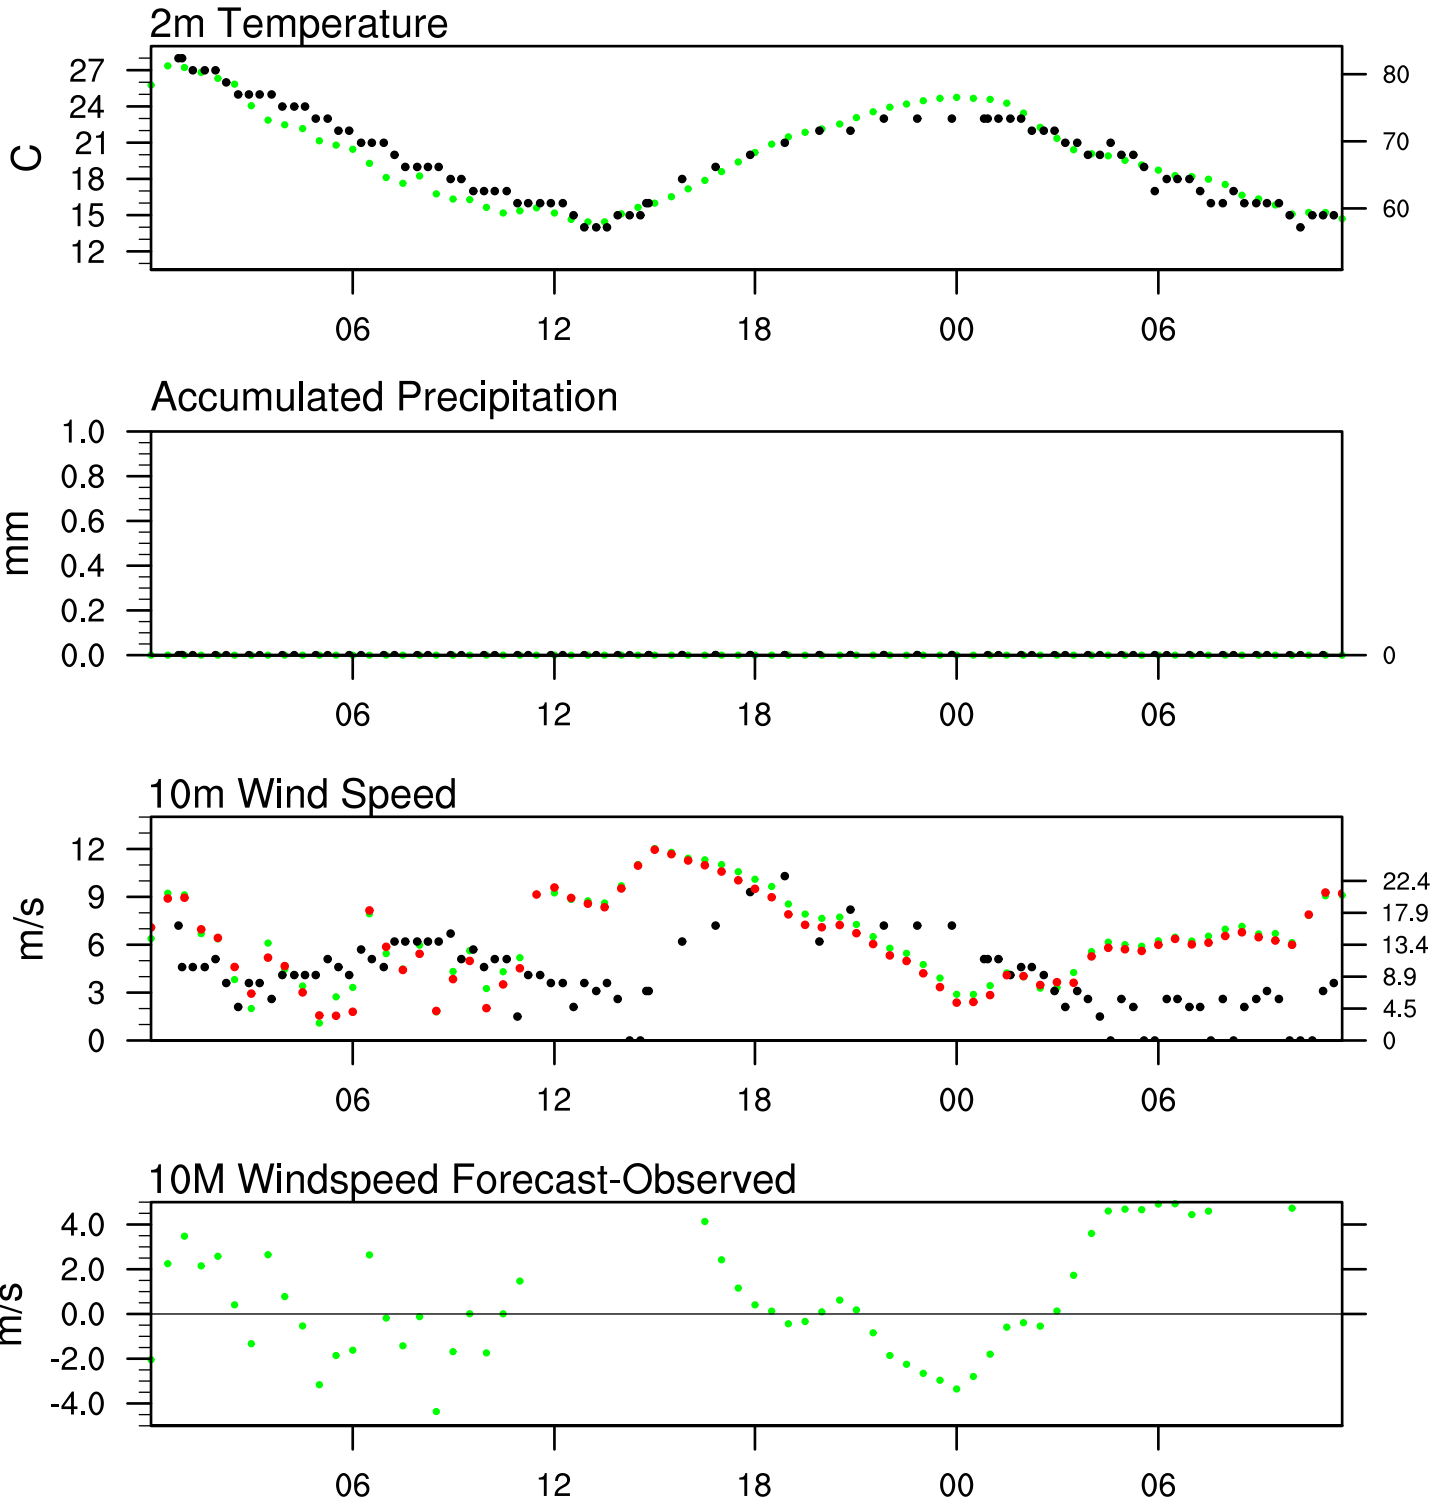 2m Temperature
C
27
24
21
18
15
12
80
70
60
06 12 18 00 06
Accumulated Precipitation
mm
1.0
0.8
0.6
0.4
0.2
0.0
0
06 12 18 00 06
10m Wind Speed
m/s
12
9
6
3
0
22.4
17.9
13.4
8.9
4.5
0
06 12 18 00 06
10M Windspeed Forecast-Observed
m/s
4.0
2.0
0.0
-2.0
-4.0
06 12 18 00 06